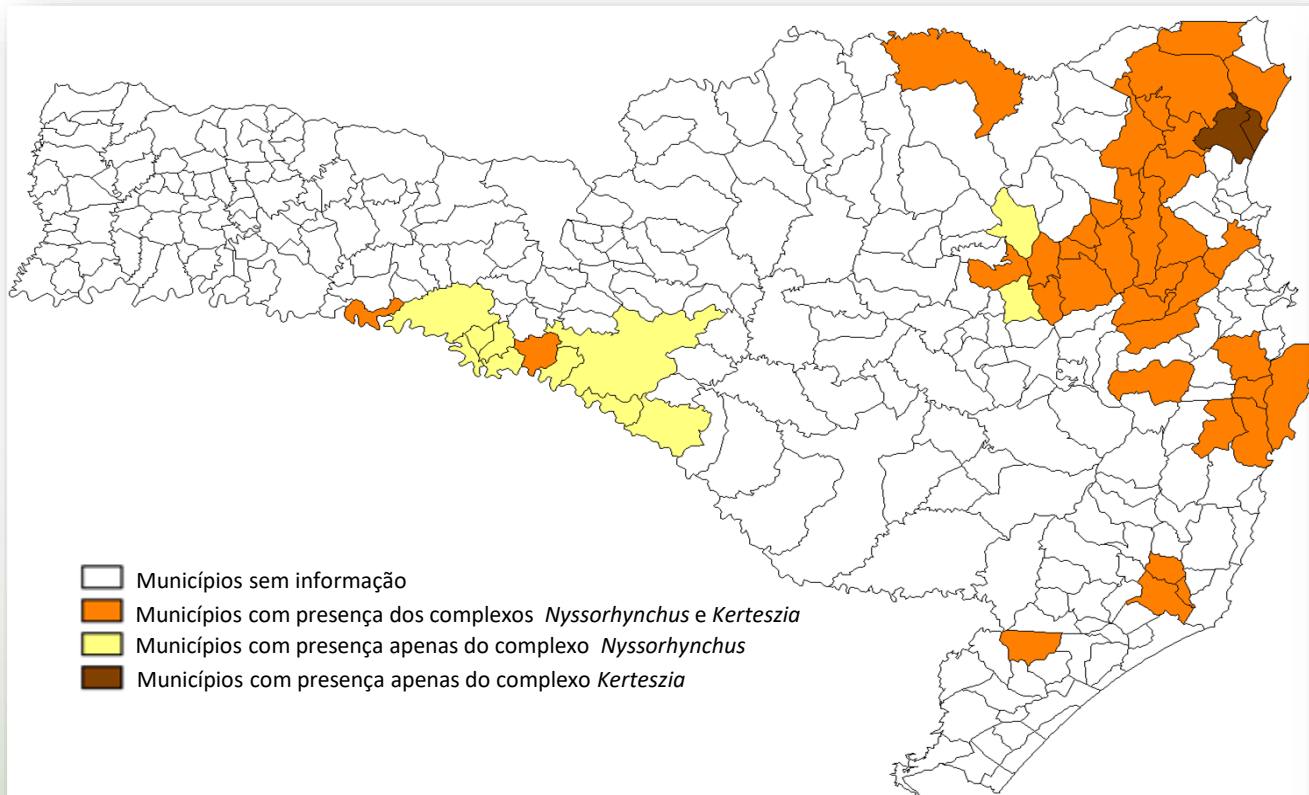 Municípios sem informação
Municípios com presença dos complexos Nyssorhynchus e Kerteszia
Municípios com presença apenas do complexo Nyssorhynchus
Municípios com presença apenas do complexo Kerteszia